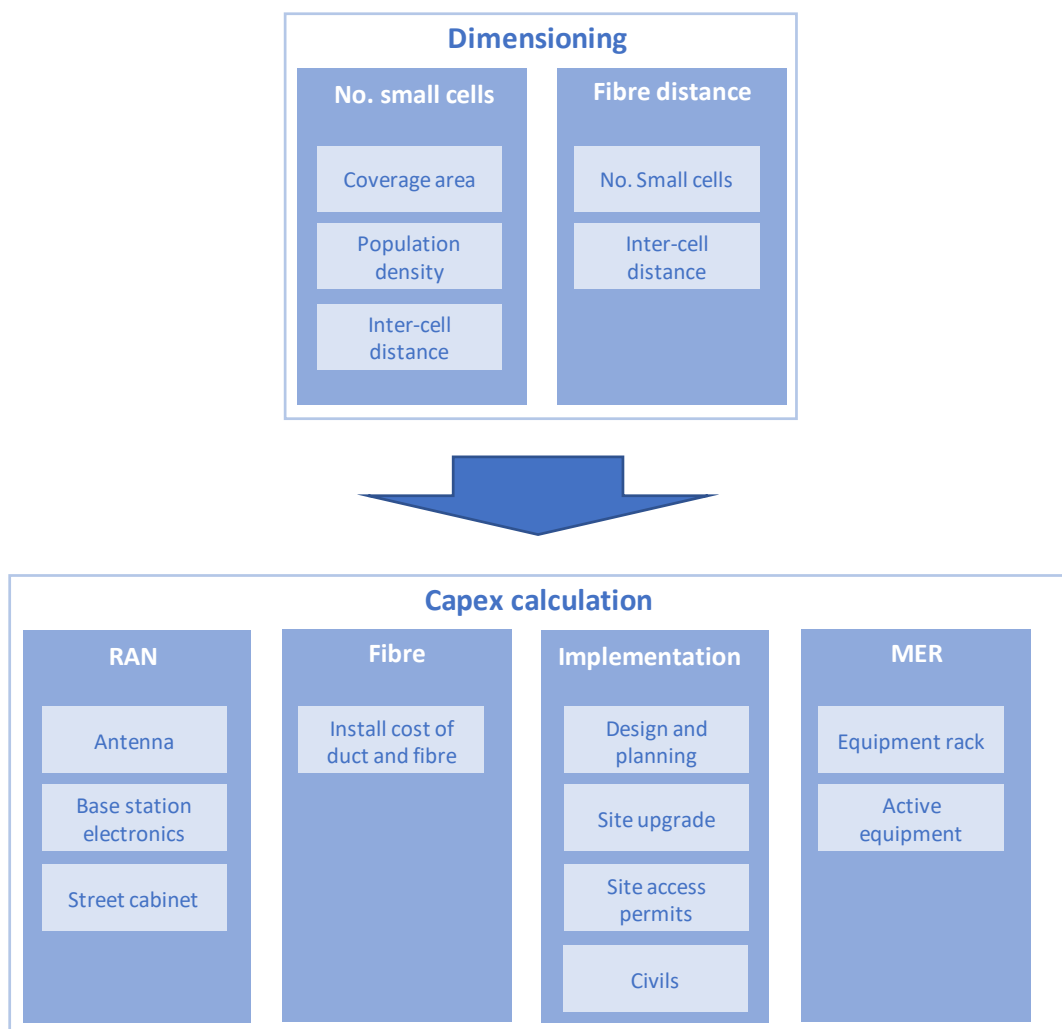 Dimensioning
No. small cells
Coverage area
Population
density
Inter-cell
distance
Fibre distance
No. Small cells
Inter-cell
distance
Capex calculation
RAN
Antenna
Base station
electronics
Street cabinet
Fibre
Install cost of
duct and fibre
Implementation
Design and
planning
Site upgrade
Site access
permits
Civils
MER
Equipment rack
Active
equipment